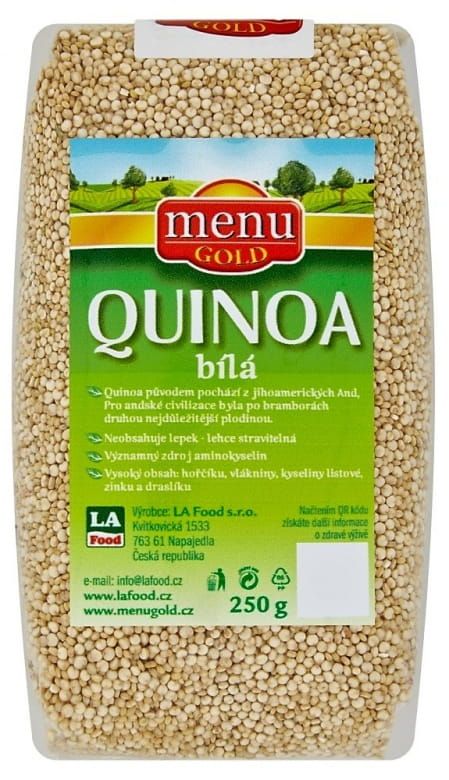 GOLD
menu
GOLD
QUINOA
bílá
Quinoa původem pochází z jihoamerických And,
Pro andské civilizace byla po bramborách
druhou nejdůležitější plodinou.
Neobsahuje lepek - lehce stravitelná
Významný zdroj aminokyselin
Vysoký obsah: hořčíku, vlákniny, kyseliny listové,
zinku a draslíku
LA
Food
Výrobce: LA Food s.r.o.
Kvítkovická 1533
763 61 Napajedla
Česká republika
Načtením QR kódu
získáte další informace
o zdravé výživě
e-mail: info@lafood.cz
www.lafood.cz
www.menugold.cz
250 g
PP